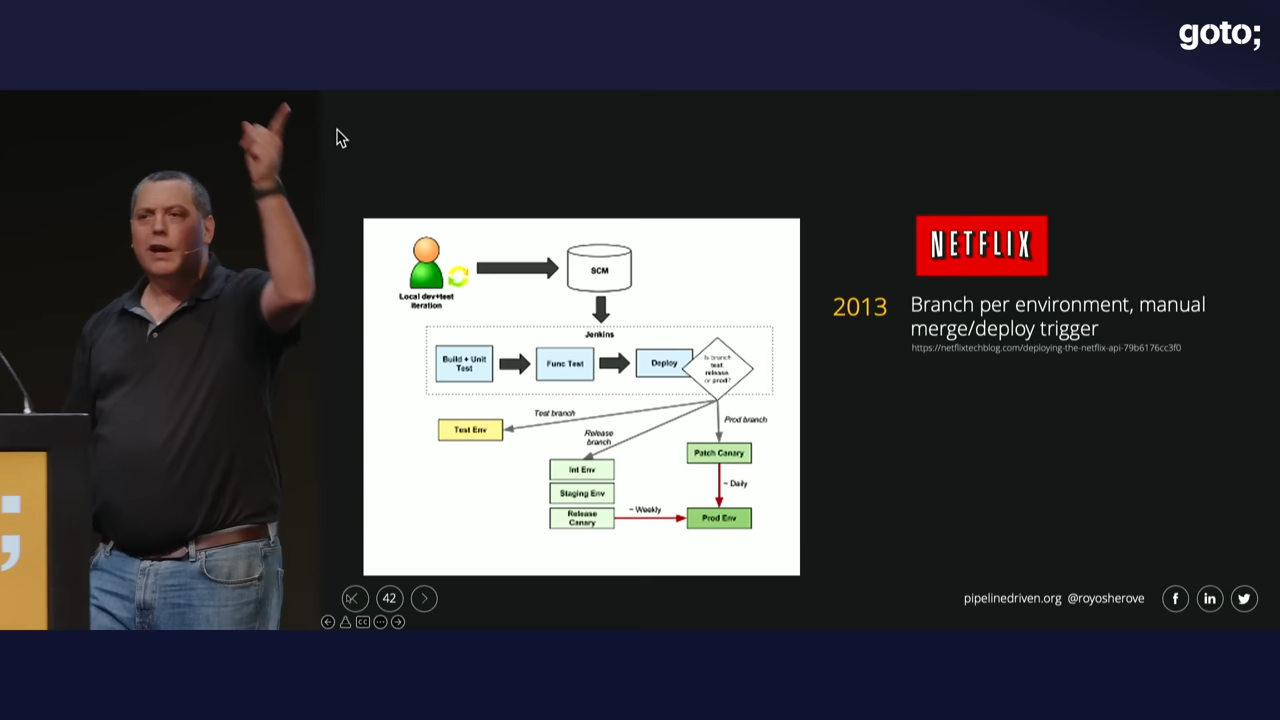 goto;
NETFLIX
2013
Branch per environment, manual
merge/deploy trigger
https://netflixtechblog.com/deploying-the-netflix-api-79b6176cc3f0
Local dev+test
iteration
SCM
Jenkins
Build + Unit
Test
Func Test
Deploy
Is branch
test,
release
or prod?
Test branch
Release
branch
Prod branch
Test Env
Int Env
Staging Env
Release
Canary
~ Weekly
Patch Canary
~ Daily
Prod Env
42
CC
pipelinedriven.org @royosherove
f
in
;